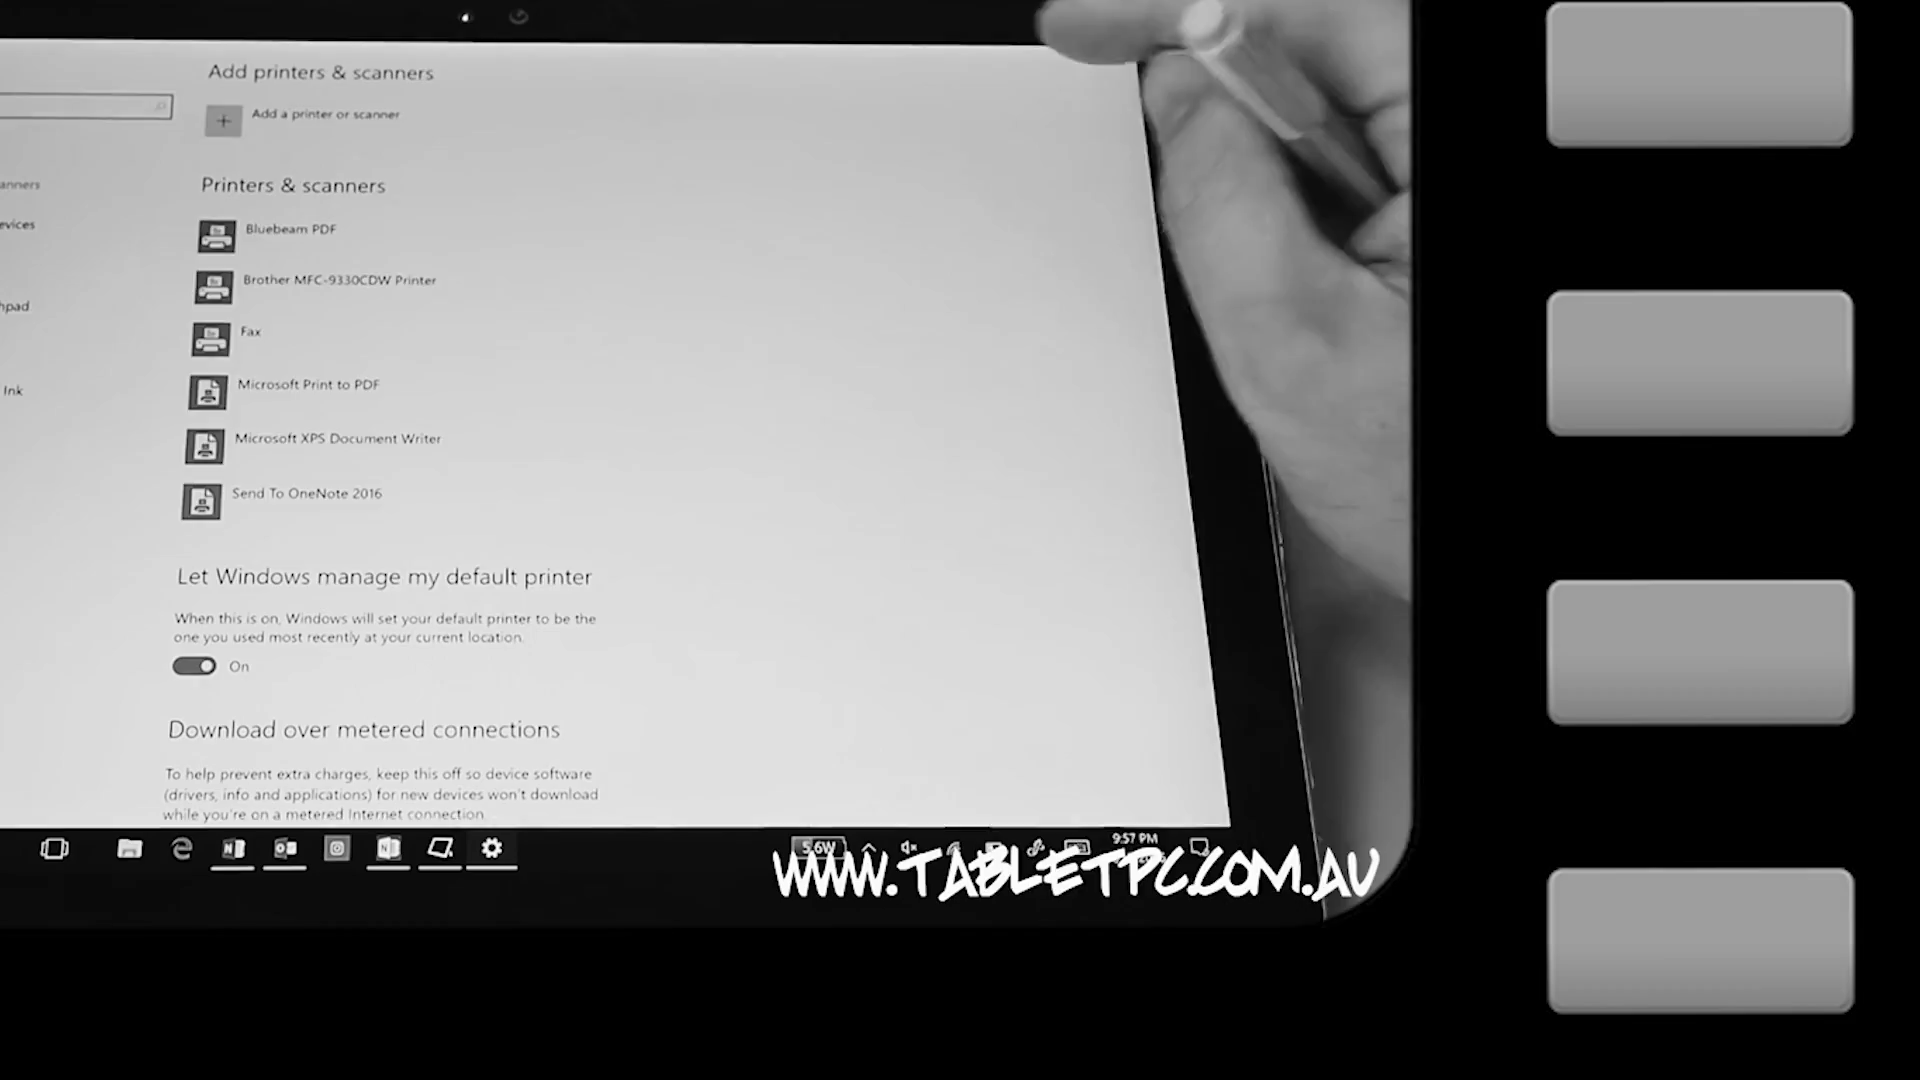 Add printers & scanners
Add a printer or scanner
Printers & scanners
anners
Bluebeam PDF
evices
Brother MFC-9330CDW Printer
hpad
Fax
Microsoft Print to PDF
Ink
Microsoft XPS Document Writer
Send To OneNote 2016
Let Windows manage my default printer
When this is on, Windows will set your default printer to be the
one you used most recently at your current location.
On
Download over metered connections
To help prevent extra charges, keep this off so device software
(drivers, info and applications) for new devices won't download
while you're on a metered Internet connection.
5.6W
9:57 PM
WWW.TABLETPC.COM.AU